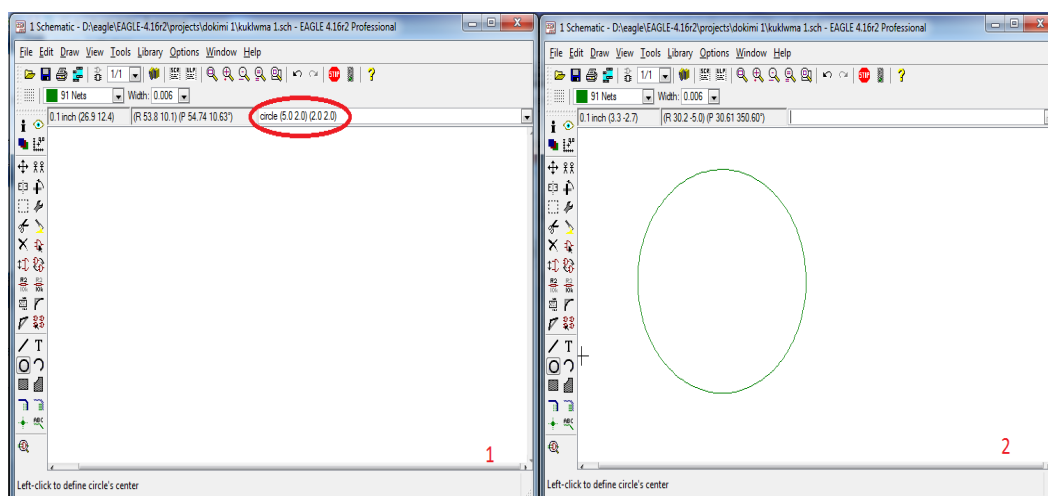 1 Schematic - D:\eagle\EAGLE-4.16r2\projects\dokimi 1\kuklwma 1.sch - EAGLE 4.16r2 Professional
File Edit Draw View Tools Library Options Window Help
1/1
91 Nets Width: 0.006
0.1 inch (26.9 12.4) (R 53.8 10.1) (P 54.74 10.63°) circle (5.0 2.0) (2.0 2.0)
1
Left-click to define circle's center
1 Schematic - D:\eagle\EAGLE-4.16r2\projects\dokimi 1\kuklwma 1.sch - EAGLE 4.16r2 Professional
File Edit Draw View Tools Library Options Window Help
1/1
91 Nets Width: 0.006
0.1 inch (3.3 -2.7) (R 30.2 -5.0) (P 30.61 350.60°)
2
Left-click to define circle's center